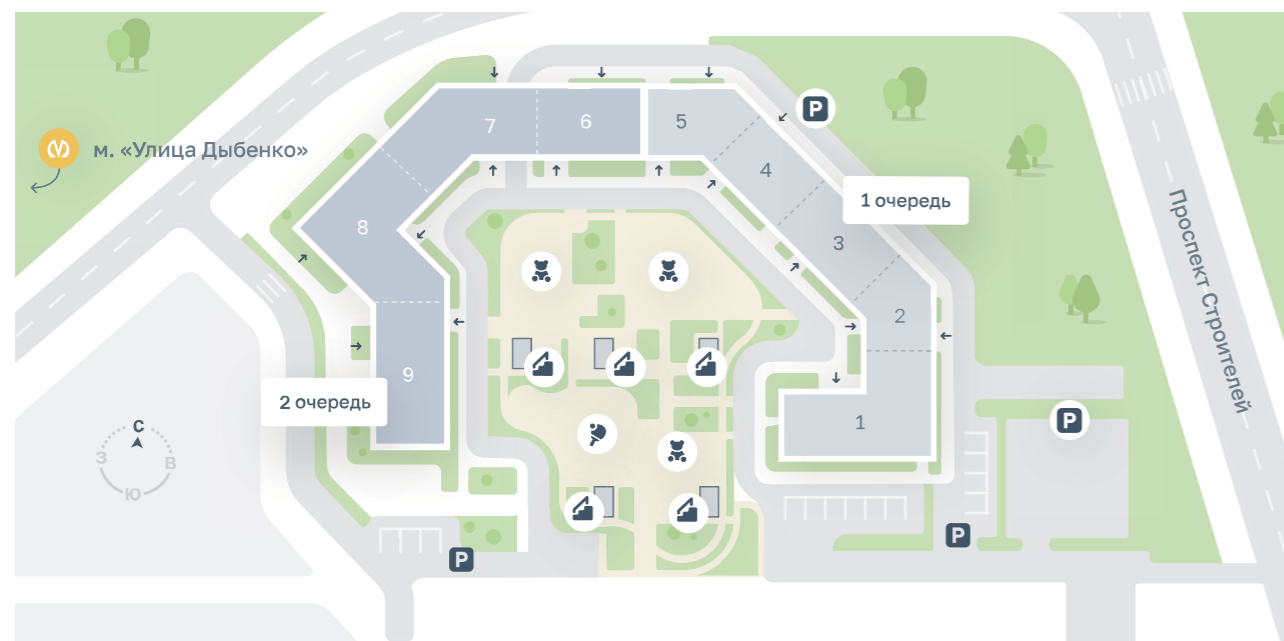 7
6
5
P
м. «Улица Дыбенко»
4
1 очередь
8
3
Проспект Строителей
2
9
2 очередь
1
P
С
З
В
Ю
P
P